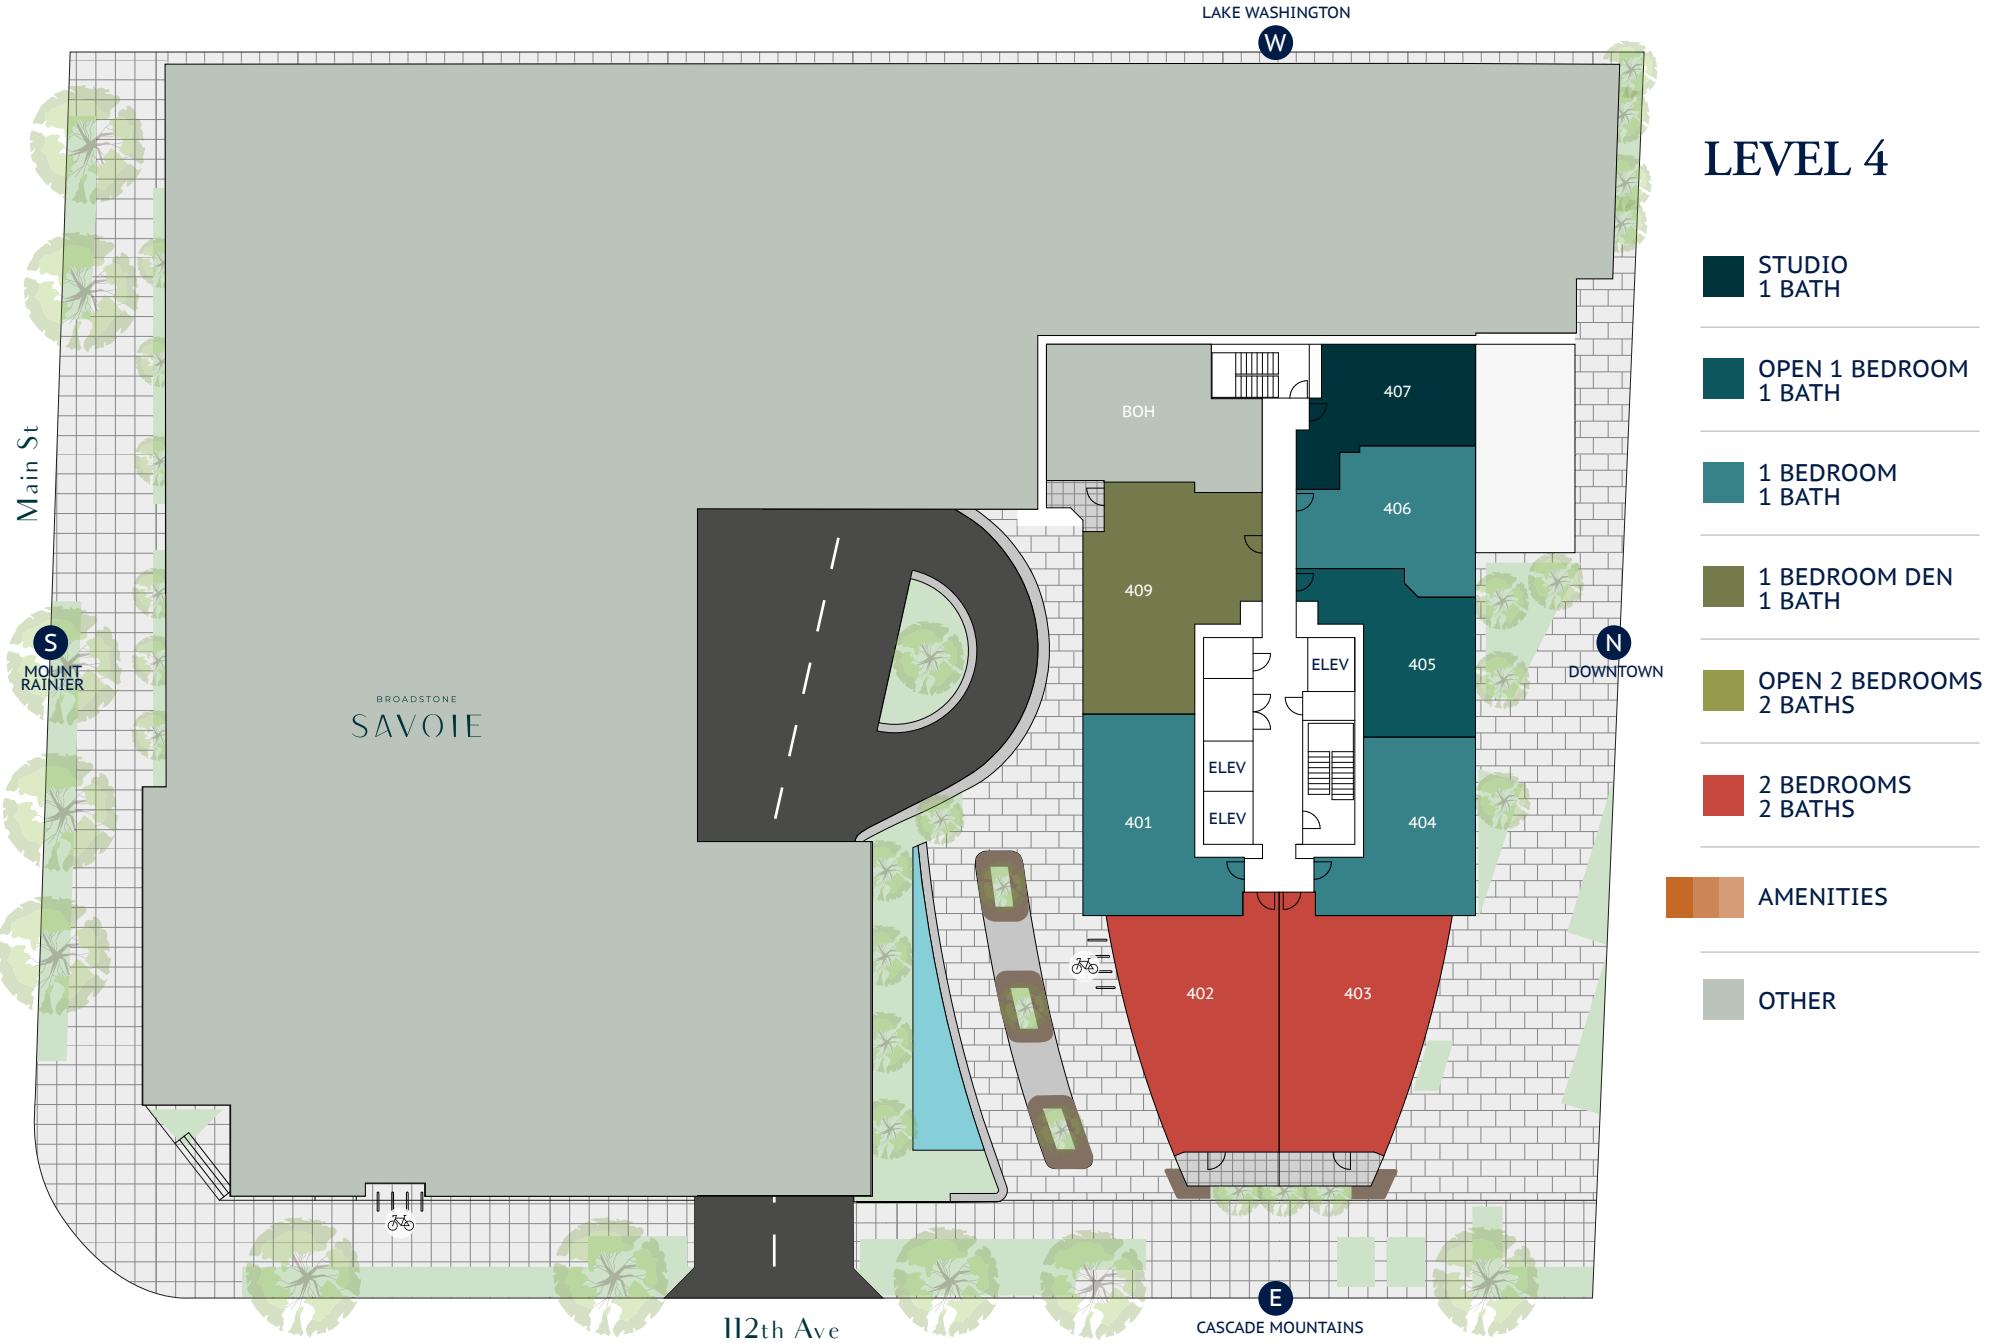 LAKE WASHINGTON
W
LEVEL 4
STUDIO
1 BATH
OPEN 1 BEDROOM
1 BATH
1 BEDROOM
1 BATH
1 BEDROOM DEN
1 BATH
OPEN 2 BEDROOMS
2 BATHS
2 BEDROOMS
2 BATHS
AMENITIES
OTHER
Main St
S
MOUNT
RAINIER
BROADSTONE
SAVOIE
BOH
407
406
409
405
ELEV
ELEV
ELEV
401
404
402
403
N
DOWNTOWN
112th Ave
E
CASCADE MOUNTAINS